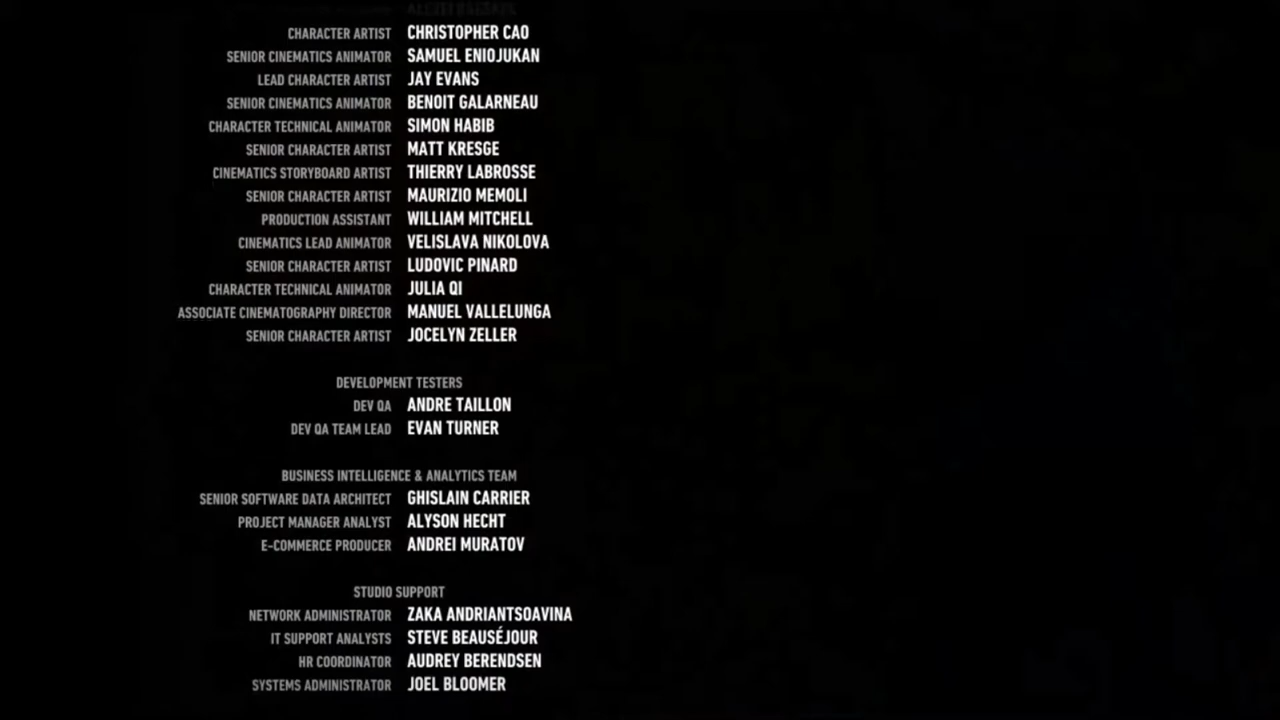 CHARACTER ARTIST CHRISTOPHER CAO
SENIOR CINEMATICS ANIMATOR SAMUEL ENIOJUKAN
LEAD CHARACTER ARTIST JAY EVANS
SENIOR CINEMATICS ANIMATOR BENOIT GALARNEAU
CHARACTER TECHNICAL ANIMATOR SIMON HABIB
SENIOR CHARACTER ARTIST MATT KRESGE
CINEMATICS STORYBOARD ARTIST THIERRY LABROSSE
SENIOR CHARACTER ARTIST MAURIZIO MEMOLI
PRODUCTION ASSISTANT WILLIAM MITCHELL
CINEMATICS LEAD ANIMATOR VELISLAVA NIKOLOVA
SENIOR CHARACTER ARTIST LUDOVIC PINARD
CHARACTER TECHNICAL ANIMATOR JULIA QI
ASSOCIATE CINEMATOGRAPHY DIRECTOR MANUEL VALLELUNGA
SENIOR CHARACTER ARTIST JOCELYN ZELLER
DEVELOPMENT TESTERS
DEV QA ANDRE TAILLON
DEV QA TEAM LEAD EVAN TURNER
BUSINESS INTELLIGENCE & ANALYTICS TEAM
SENIOR SOFTWARE DATA ARCHITECT GHISLAIN CARRIER
PROJECT MANAGER ANALYST ALYSON HECHT
E-COMMERCE PRODUCER ANDREI MURATOV
STUDIO SUPPORT
NETWORK ADMINISTRATOR ZAKA ANDRIANTSOAVINA
IT SUPPORT ANALYSTS STEVE BEAUSÉJOUR
HR COORDINATOR AUDREY BERENDSEN
SYSTEMS ADMINISTRATOR JOEL BLOOMER